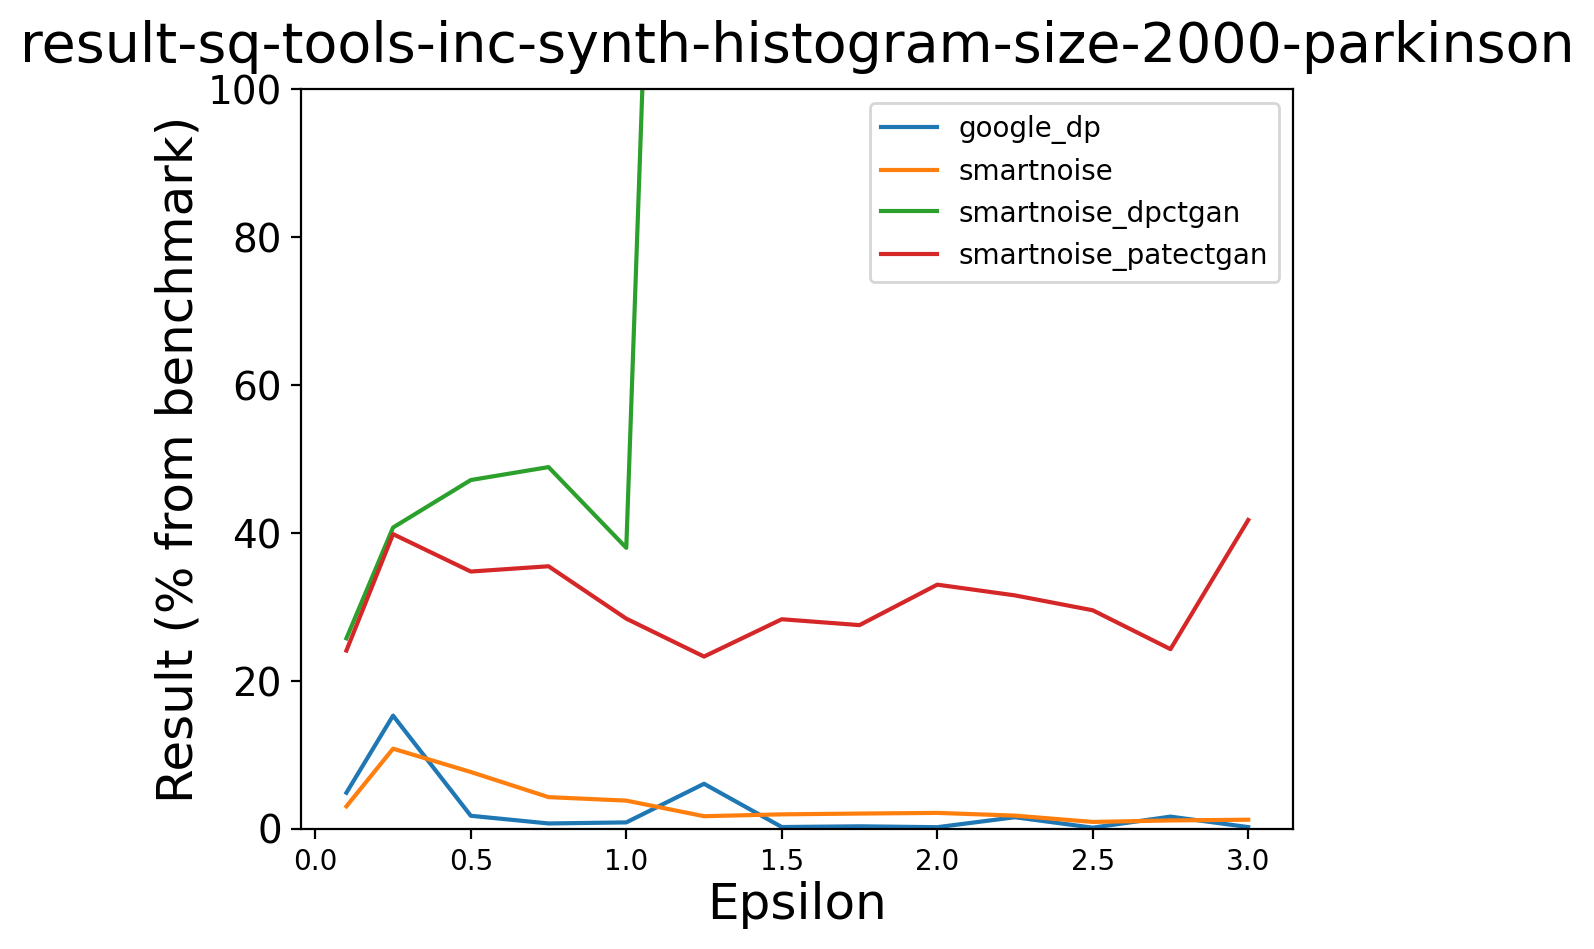 result-sq-tools-inc-synth-histogram-size-2000-parkinson
100
80
60
40
20
0
Result (% from benchmark)
google_dp
smartnoise
smartnoise_dpctgan
smartnoise_patectgan
0.0 0.5 1.0 1.5 2.0 2.5 3.0
Epsilon